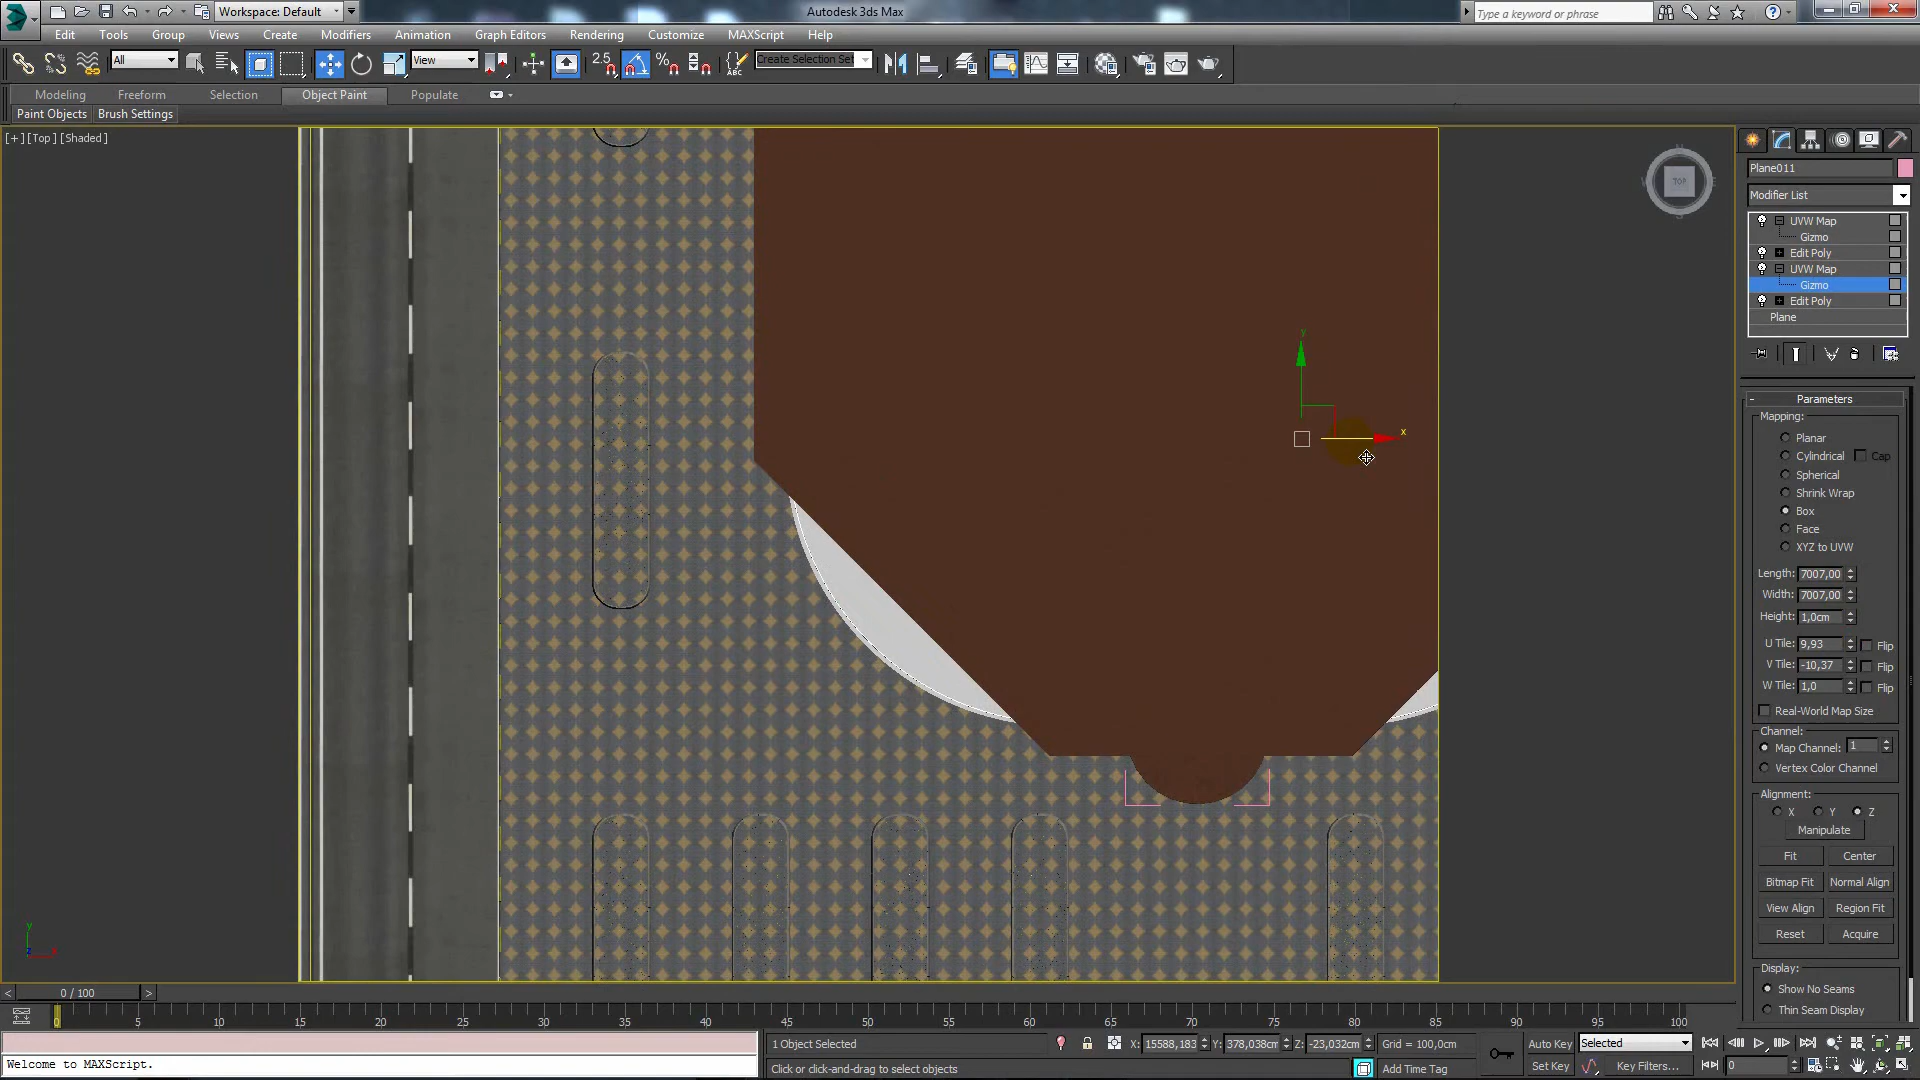 Workspace: Default
Autodesk 3ds Max
Type a keyword or phrase
Edit Tools Group Views Create Modifiers Animation Graph Editors Rendering Customize MAXScript Help
All
View
2.5
ABC
Create Selection Set
Modeling Freeform Selection Object Paint Populate
Paint Objects Brush Settings
[+][Top][Shaded]
TOP
y
x
Plane011
Modifier List
UVW Map
Gizmo
Edit Poly
UVW Map
Gizmo
Edit Poly
Plane
Parameters
Mapping:
Planar
Cylindrical Cap
Spherical
Shrink Wrap
Box
Face
XYZ to UVW
Length: 7007,00
Width: 7007,00
Height: 1,0cm
U Tile: 9,93 Flip
V Tile: -10,37 Flip
W Tile: 1,0 Flip
Real-World Map Size
Channel:
Map Channel: 1
Vertex Color Channel
Alignment:
X Y Z
Manipulate
Fit Center
Bitmap Fit Normal Align
View Align Region Fit
Reset Acquire
Display:
Show No Seams
Thin Seam Display
< 0 / 100 >
0 5 10 15 20 25 30 35 40 45 50 55 60 65 70 75 80 85 90 95 100
1 Object Selected X: 15588,183 Y: 378,038cm Z: -23,032cm Grid = 100,0cm Auto Key Selected
Welcome to MAXScript.
Click or click-and-drag to select objects Add Time Tag Set Key Key Filters... 0